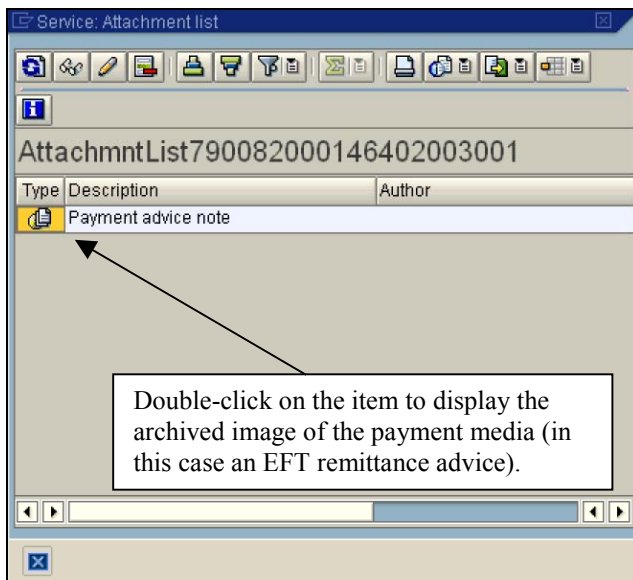 Service: Attachment list
AttachmntList790082000146402003001
Type Description Author
Payment advice note
Double-click on the item to display the
archived image of the payment media (in
this case an EFT remittance advice).